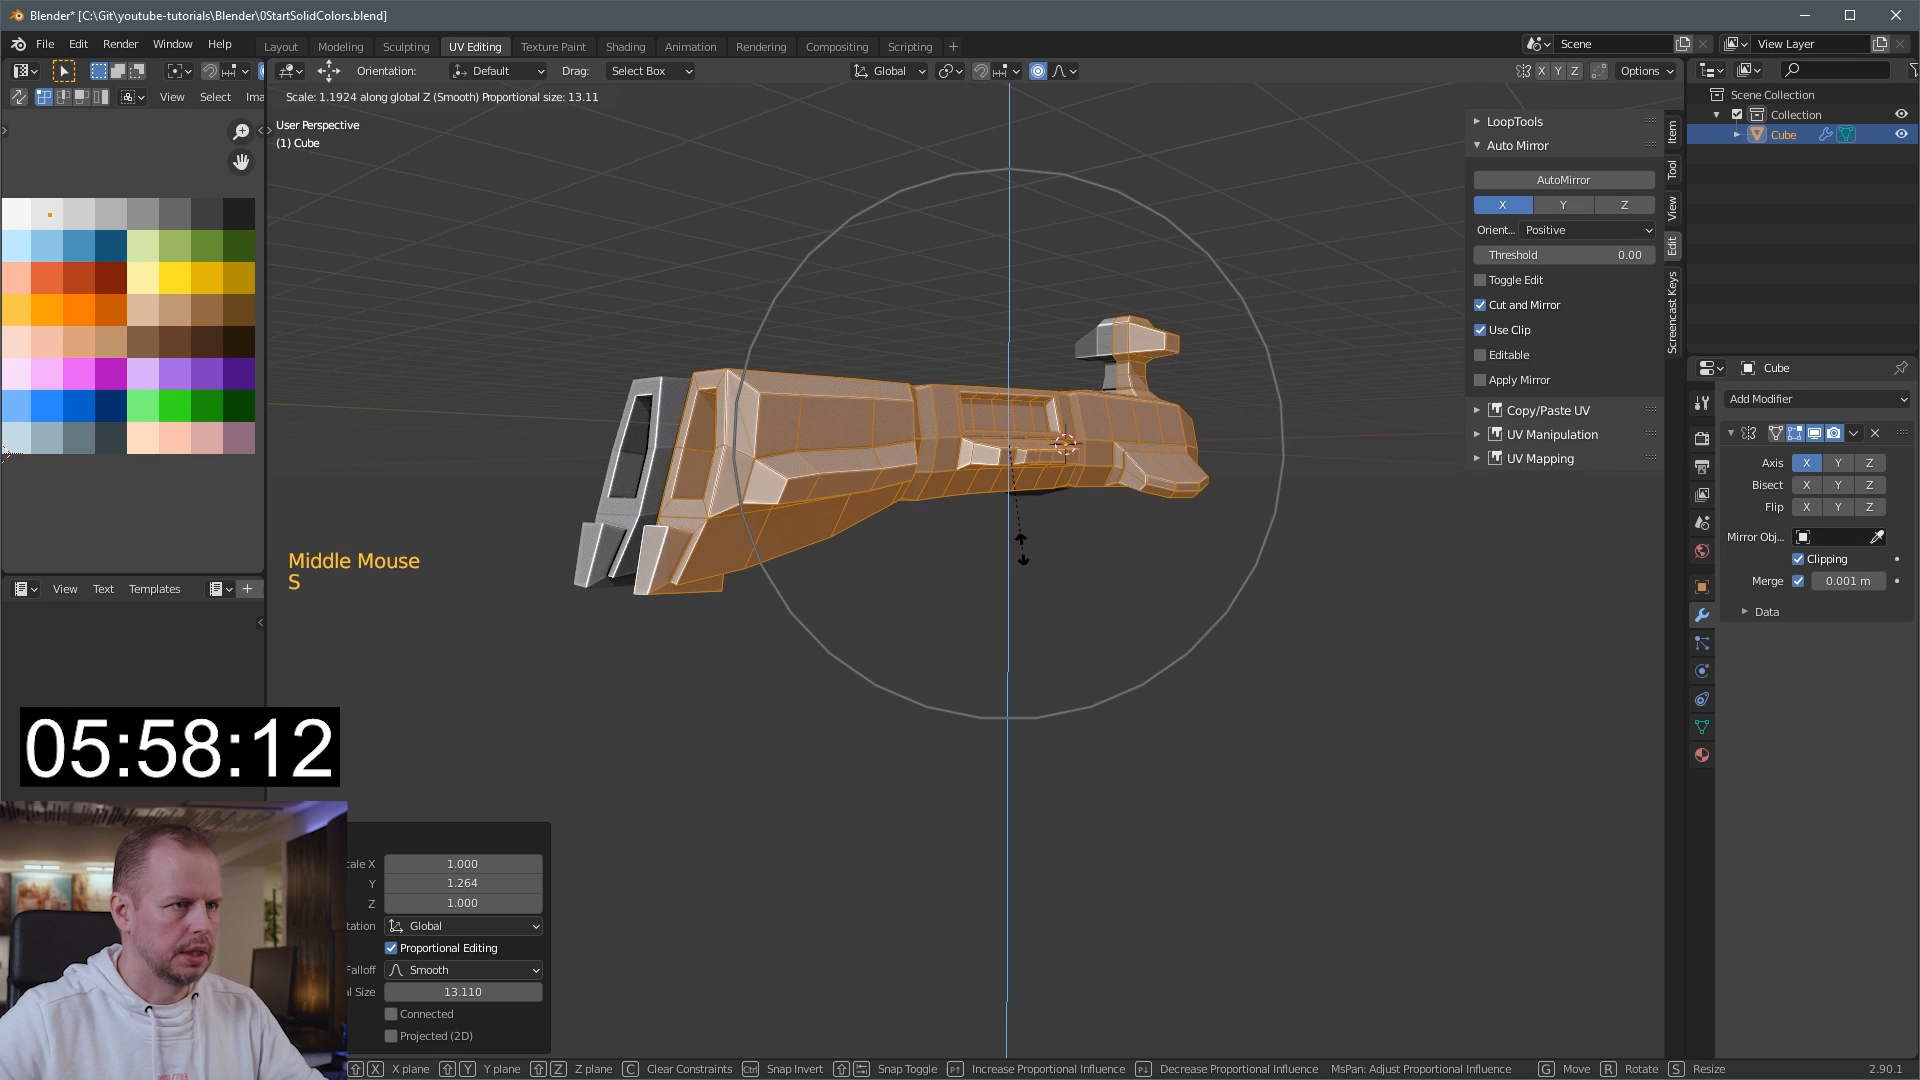 Blender* [C:\Git\youtube-tutorials\Blender\0StartSolidColors.blend]
File Edit Render Window Help
Layout Modeling Sculpting UV Editing Texture Paint Shading Animation Rendering Compositing Scripting +
Scene
View Layer
Orientation: Default Drag: Select Box
Global
X Y Z Options
View Select Ima
Scale: 1.1924 along global Z (Smooth) Proportional size: 13.11
User Perspective
(1) Cube
Scene Collection
Collection
Cube
LoopTools
Auto Mirror
AutoMirror
X Y Z
Orient... Positive
Threshold 0.00
Toggle Edit
Cut and Mirror
Use Clip
Editable
Apply Mirror
Copy/Paste UV
UV Manipulation
UV Mapping
Item
Tool
View
Edit
Screencast Keys
Cube
Add Modifier
Axis X Y Z
Bisect X Y Z
Flip X Y Z
Mirror Obj...
Clipping
Merge 0.001 m
Data
View Text Templates
Middle Mouse
S
05:58:12
cale X 1.000
Y 1.264
Z 1.000
tation Global
Proportional Editing
Falloff Smooth
l Size 13.110
Connected
Projected (2D)
X X plane Y Y plane Z Z plane C Clear Constraints Ctrl Snap Invert Snap Toggle Increase Proportional Influence Decrease Proportional Influence MsPan: Adjust Proportional Influence G Move R Rotate S Resize 2.90.1